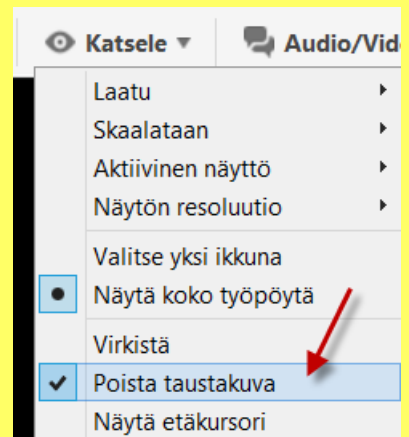 Katsele Audio/Vid
Laatu
Skaalataan
Aktiivinen näyttö
Näytön resoluutio
Valitse yksi ikkuna
Näytä koko työpöytä
Virkistä
Poista taustakuva
Näytä etäkursori